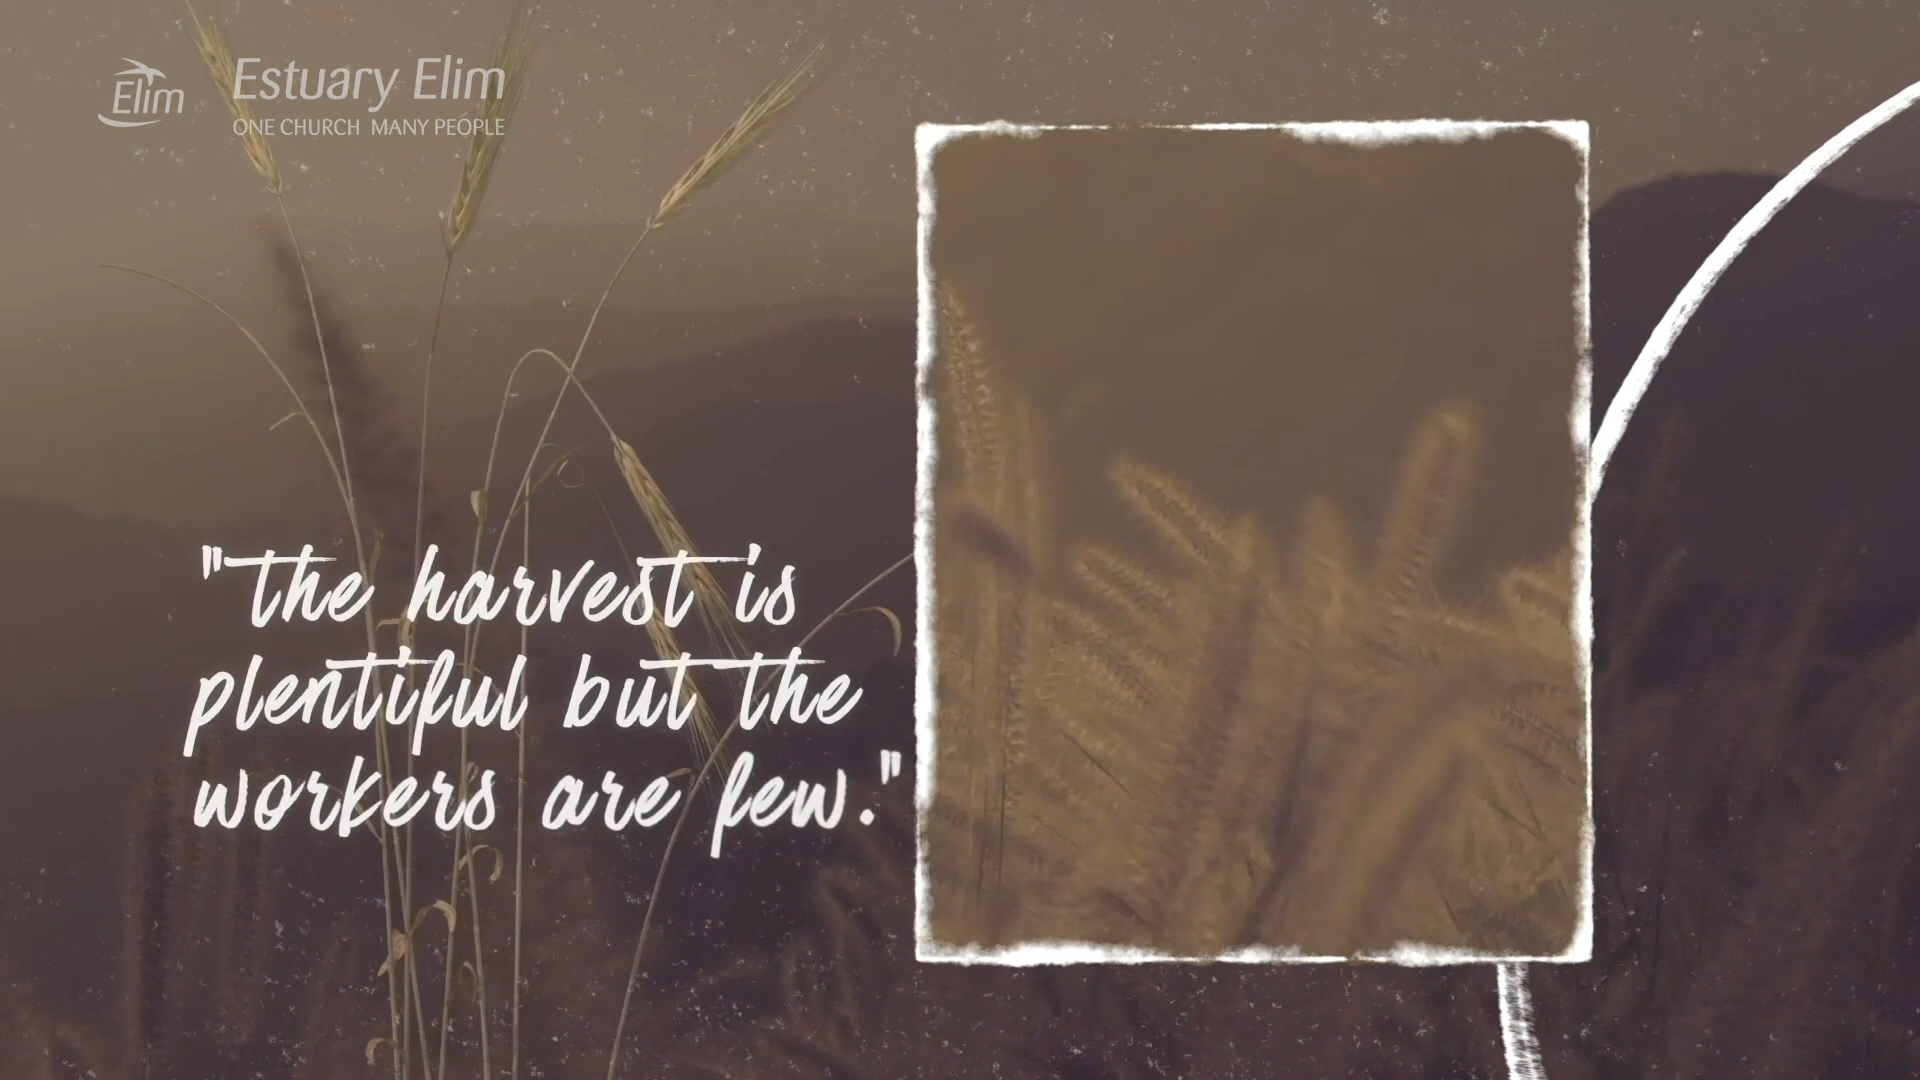 Elim
Estuary Elim
ONE CHURCH MANY PEOPLE
"The harvest is
plentiful but the
workers are few."